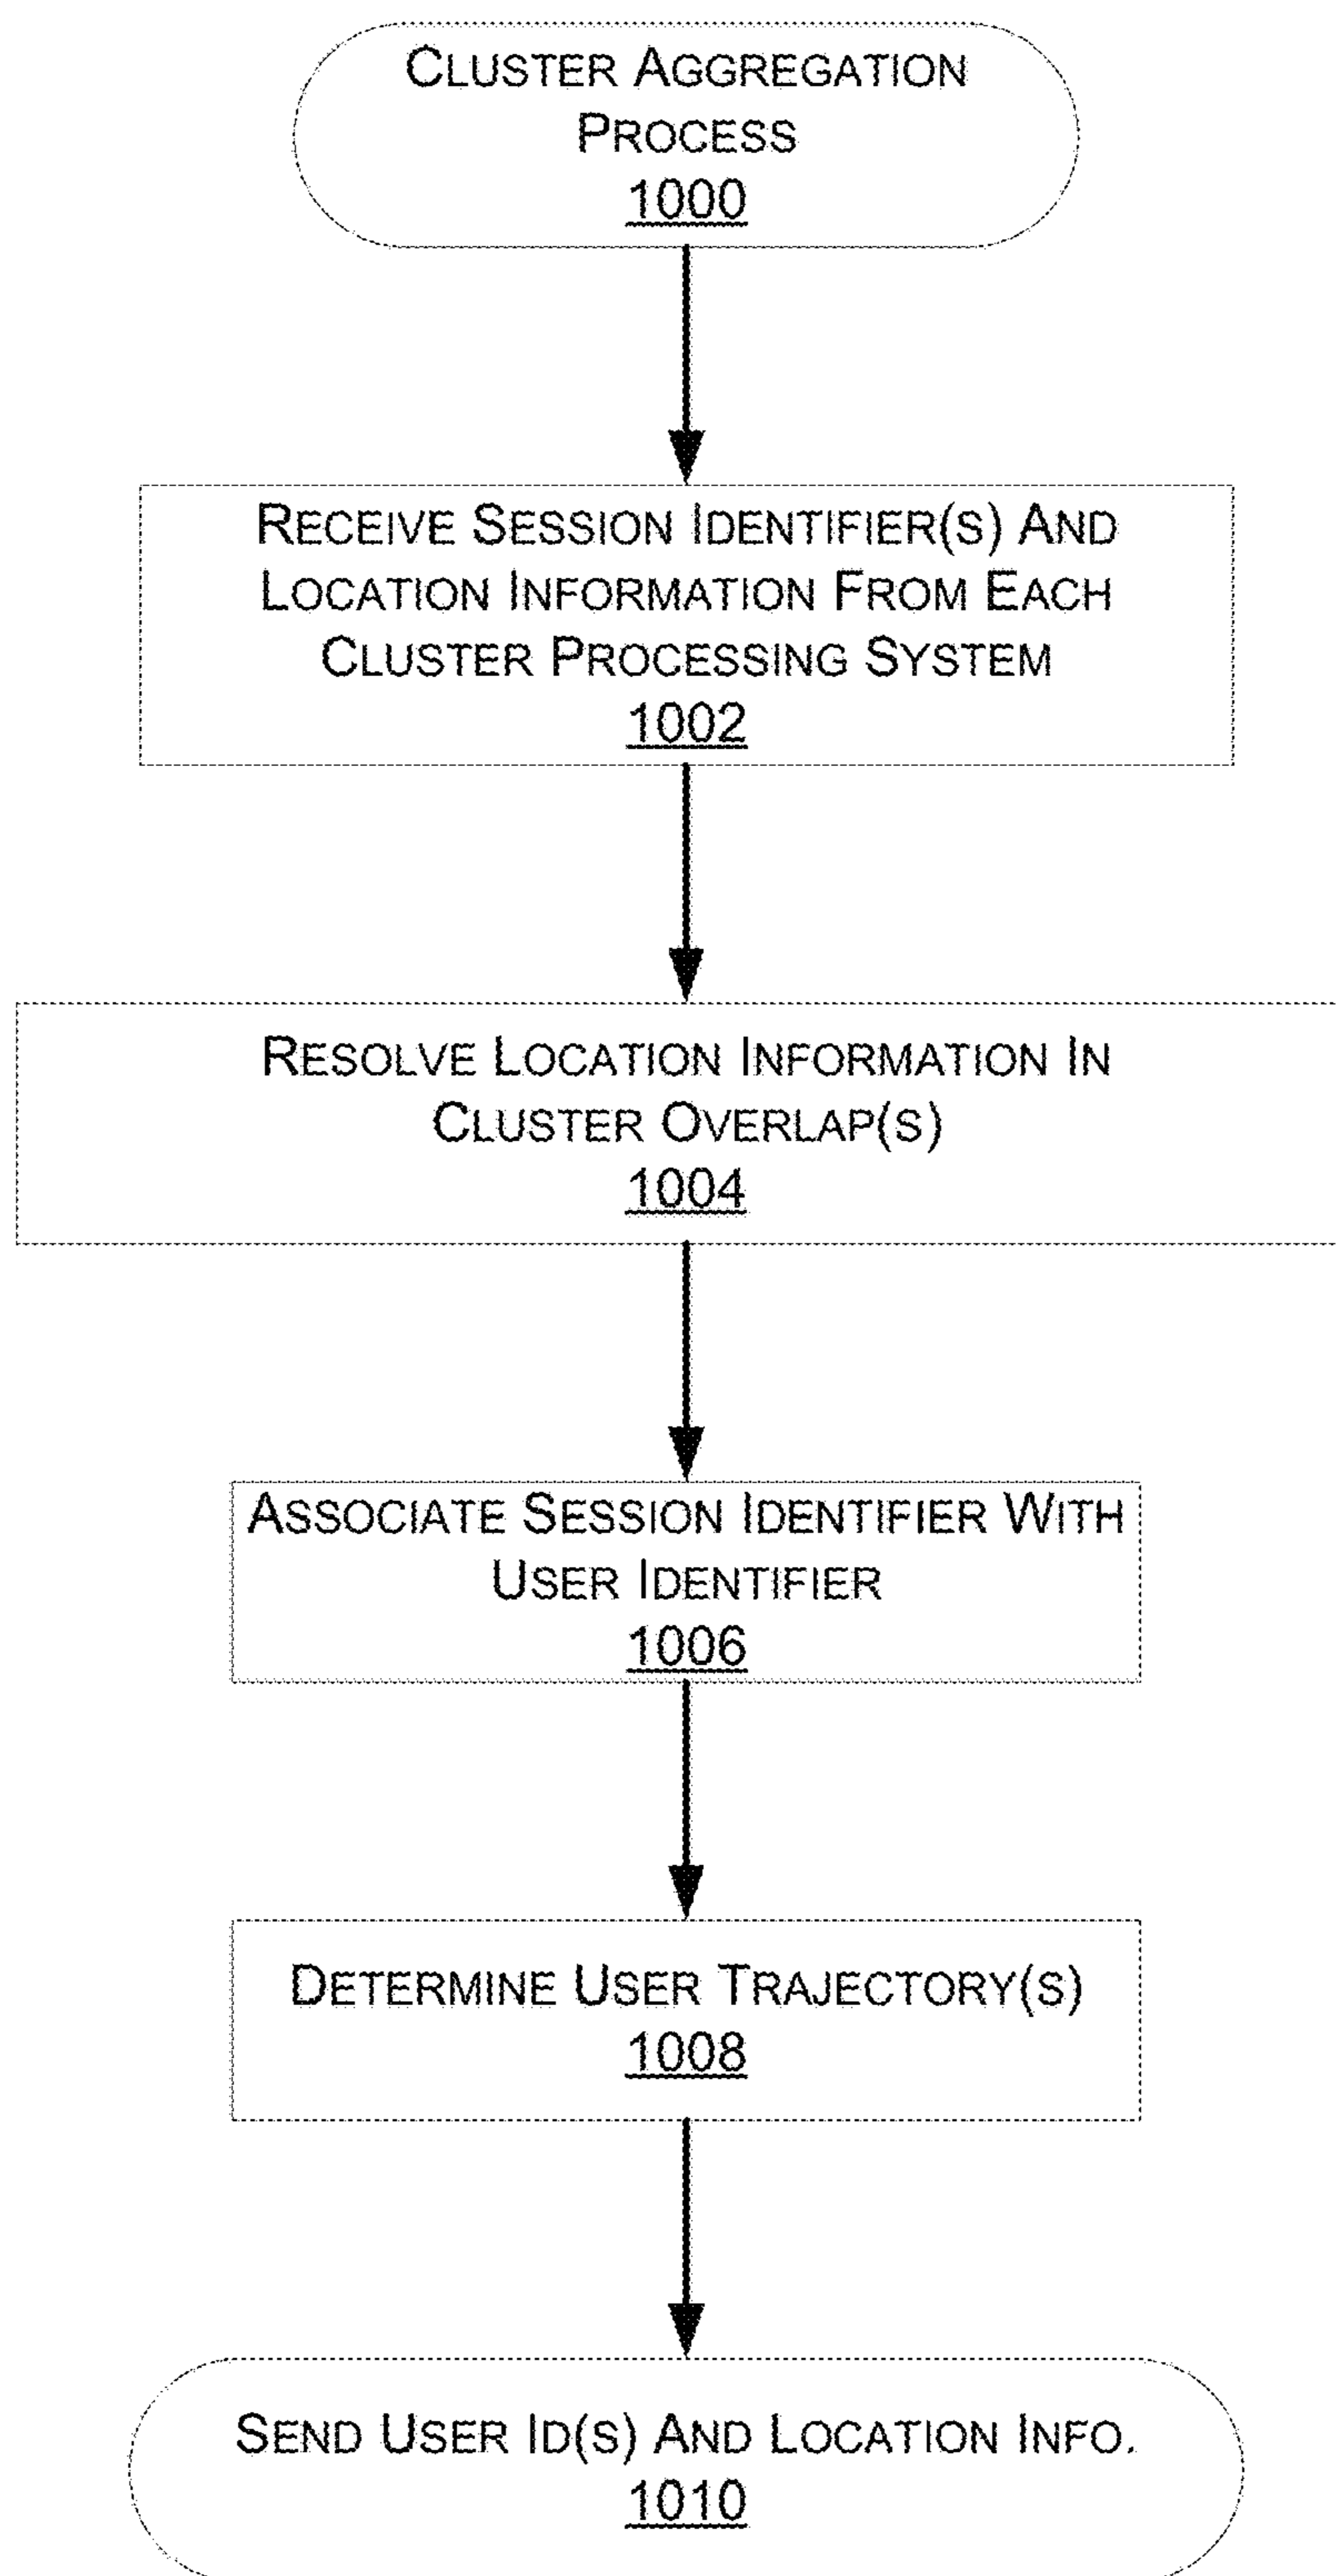 CLUSTER AGGREGATION
PROCESS
1000
RECEIVE SESSION IDENTIFIER(S) AND
LOCATION INFORMATION FROM EACH
CLUSTER PROCESSING SYSTEM
1002
RESOLVE LOCATION INFORMATION IN
CLUSTER OVERLAP(S)
1004
ASSOCIATE SESSION IDENTIFIER WITH
USER IDENTIFIER
1006
DETERMINE USER TRAJECTORY(S)
1008
SEND USER ID(S) AND LOCATION INFO.
1010